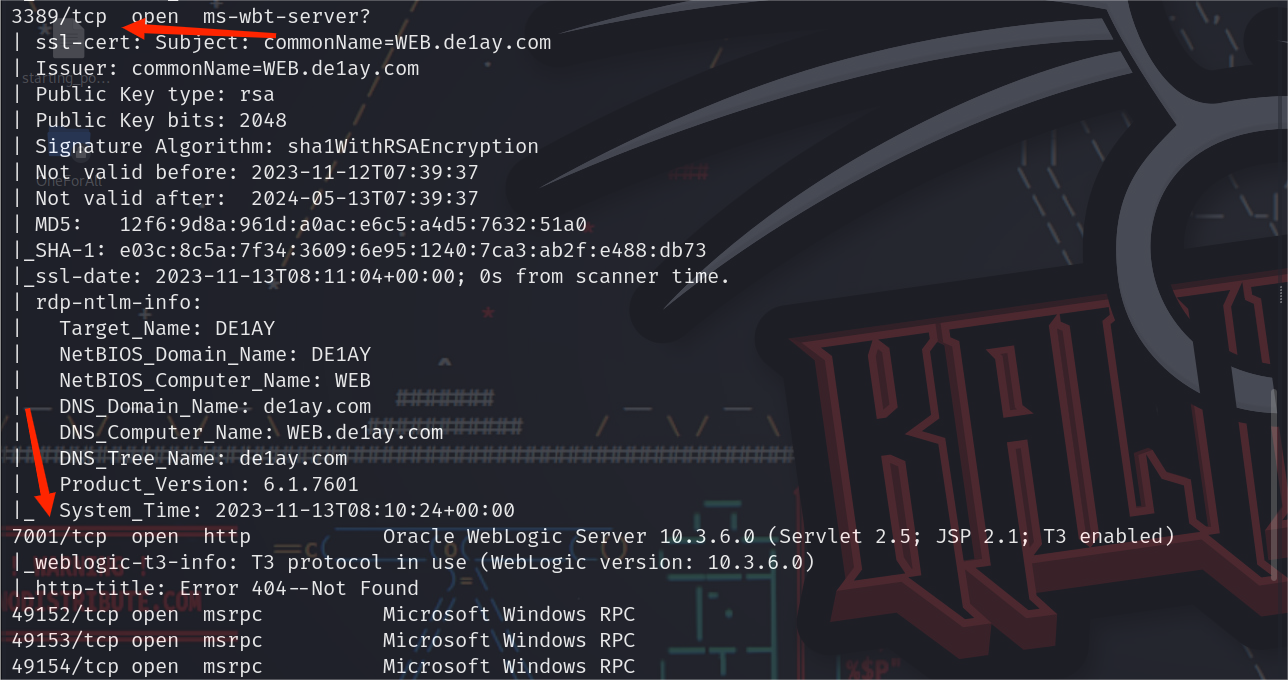 3389/tcp  open  ms-wbt-server?
| ssl-cert: Subject: commonName=WEB.de1ay.com
| Issuer: commonName=WEB.de1ay.com
| Public Key type: rsa
| Public Key bits: 2048
| Signature Algorithm: sha1WithRSAEncryption
| Not valid before: 2023-11-12T07:39:37
| Not valid after:  2024-05-13T07:39:37
| MD5:   12f6:9d8a:961d:a0ac:e6c5:a4d5:7632:51a0
|_SHA-1: e03c:8c5a:7f34:3609:6e95:1240:7ca3:ab2f:e488:db73
|_ssl-date: 2023-11-13T08:11:04+00:00; 0s from scanner time.
| rdp-ntlm-info:
|   Target_Name: DE1AY
|   NetBIOS_Domain_Name: DE1AY
|   NetBIOS_Computer_Name: WEB
|   DNS_Domain_Name: de1ay.com
|   DNS_Computer_Name: WEB.de1ay.com
|   DNS_Tree_Name: de1ay.com
|   Product_Version: 6.1.7601
|_  System_Time: 2023-11-13T08:10:24+00:00
7001/tcp  open  http           Oracle WebLogic Server 10.3.6.0 (Servlet 2.5; JSP 2.1; T3 enabled)
|_weblogic-t3-info: T3 protocol in use (WebLogic version: 10.3.6.0)
|_http-title: Error 404--Not Found
49152/tcp open  msrpc          Microsoft Windows RPC
49153/tcp open  msrpc          Microsoft Windows RPC
49154/tcp open  msrpc          Microsoft Windows RPC